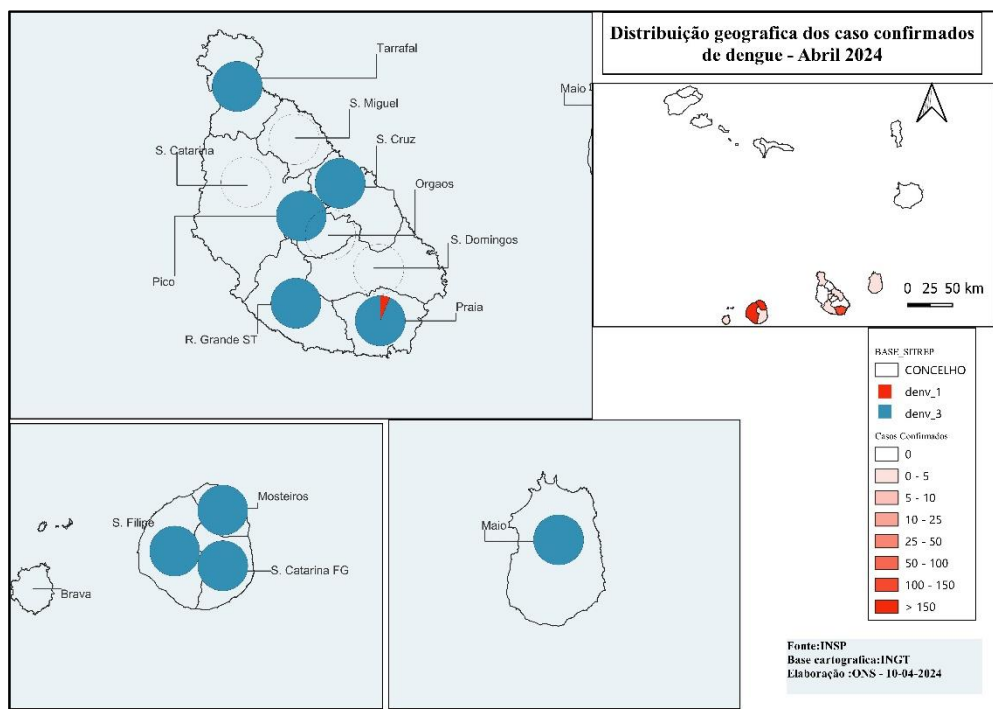 Distribuição geografica dos caso confirmados
de dengue - Abril 2024
Tarrafal
S. Miguel
S. Catarina
S. Cruz
Orgaos
S. Domingos
Pico
R. Grande ST
Praia
Maio
0 25 50 km
BASE_SITREP
CONCELHO
denv_1
denv_3
Casos Confirmados
0
0 - 5
5 - 10
10 - 25
25 - 50
50 - 100
100 - 150
> 150
Mosteiros
S. Filipe
S. Catarina FG
Brava
Maio
Fonte:INSP
Base cartografica:INGT
Elaboração :ONS - 10-04-2024